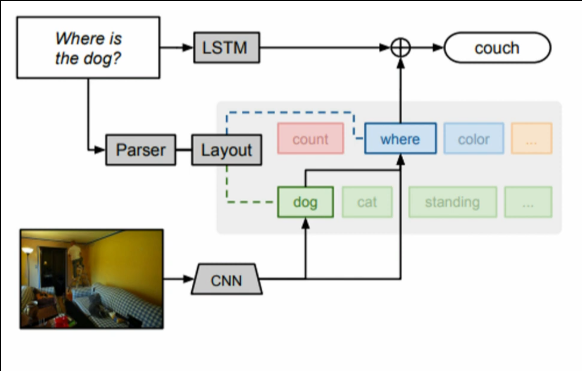 Where is
the dog?
LSTM
couch
count
where
color
...
Parser
Layout
dog
cat
standing
...
CNN